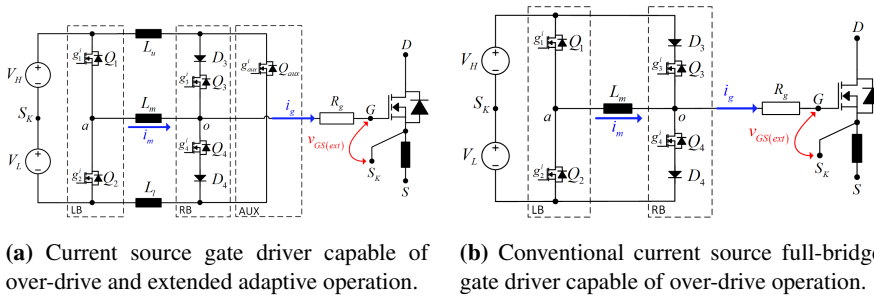 V_H
S_K
V_L
g_1^i
Q_1
a
g_2^i
Q_2
LB
L_u
L_m
i_m
L_l
D_3
g_3^i
Q_3
o
g_4^i
Q_4
D_4
RB
g_aux^i
Q_aux
AUX
i_g
R_g
G
D
v_GS(ext)
S_K
S
(a) Current source gate driver capable of
over-drive and extended adaptive operation.
V_H
S_K
V_L
g_1^i
Q_1
a
g_2^i
Q_2
LB
L_m
i_m
D_3
g_3^i
Q_3
o
g_4^i
Q_4
D_4
RB
i_g
R_g
G
D
v_GS(ext)
S_K
S
(b) Conventional current source full-bridge
gate driver capable of over-drive operation.